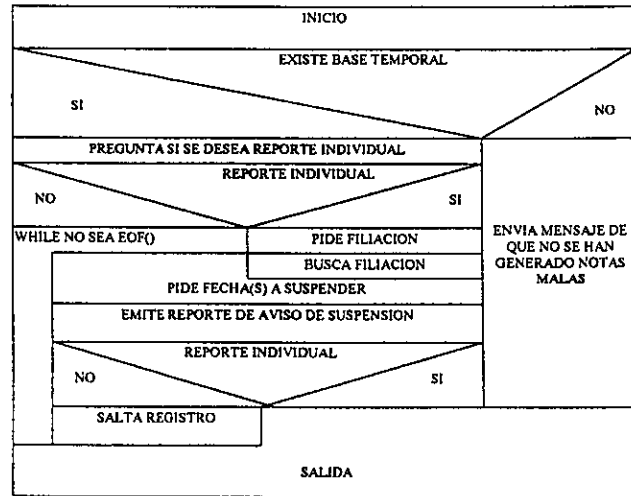 INICIO
EXISTE BASE TEMPORAL
SI
NO
PREGUNTA SI SE DESEA REPORTE INDIVIDUAL
REPORTE INDIVIDUAL
NO
SI
WHILE NO SEA EOF()
PIDE FILIACION
BUSCA FILIACION
ENVIA MENSAJE DE
QUE NO SE HAN
GENERADO NOTAS
MALAS
PIDE FECHA(S) A SUSPENDER
EMITE REPORTE DE AVISO DE SUSPENSION
REPORTE INDIVIDUAL
NO
SI
SALTA REGISTRO
SALIDA